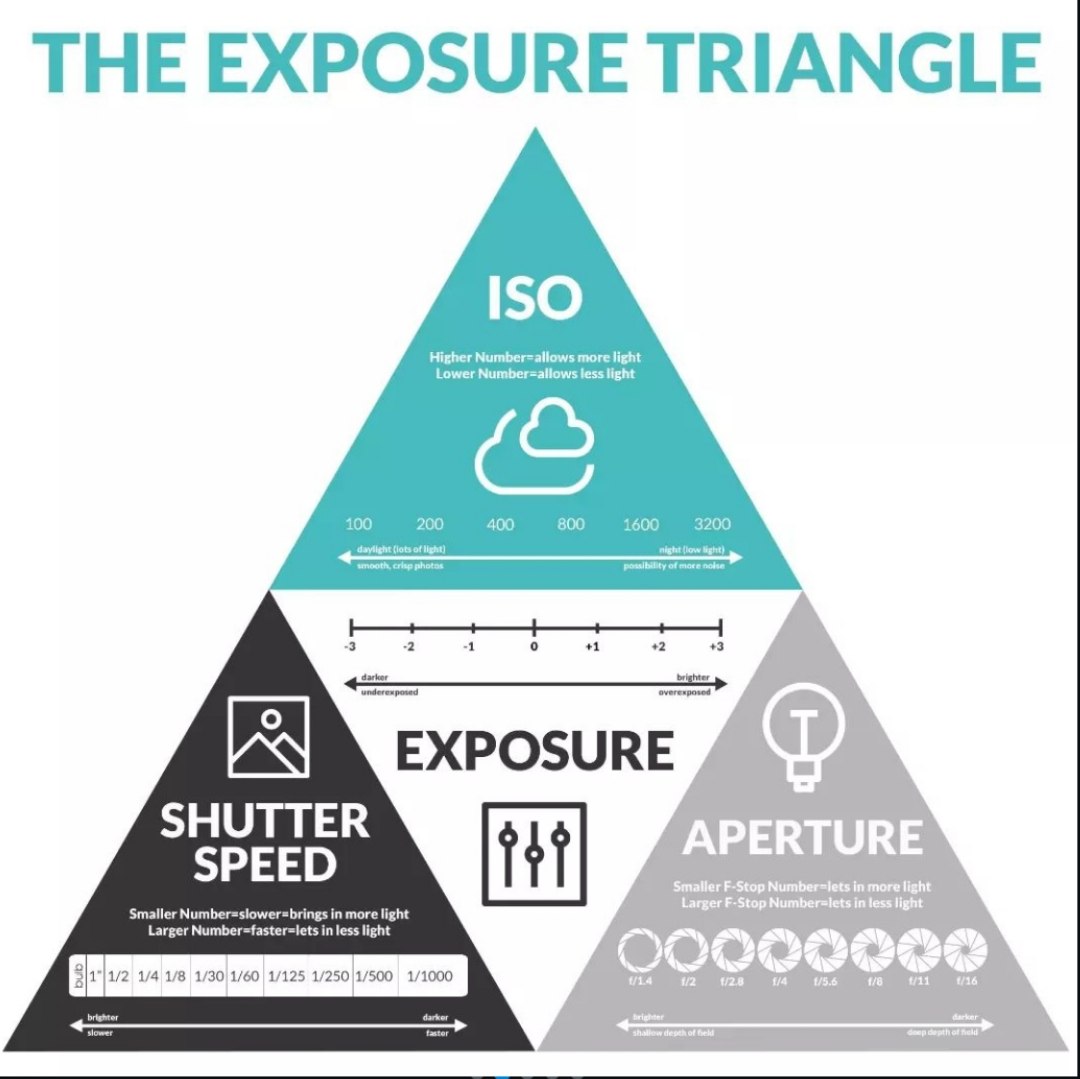 THE EXPOSURE TRIANGLE
ISO
Higher Number=allows more light
Lower Number=allows less light
100 200 400 800 1600 3200
daylight (lots of light) night (low light)
smooth, crisp photos possibility of more noise
-3 -2 -1 0 +1 +2 +3
darker brighter
underexposed overexposed
EXPOSURE
SHUTTER
SPEED
Smaller Number=slower=brings in more light
Larger Number=faster=lets in less light
bulb 1" 1/2 1/4 1/8 1/30 1/60 1/125 1/250 1/500 1/1000
brighter darker
slower faster
APERTURE
Smaller F-Stop Number=lets in more light
Larger F-Stop Number=lets in less light
f/1.4 f/2 f/2.8 f/4 f/5.6 f/8 f/11 f/16
brighter darker
shallow depth of field deep depth of field